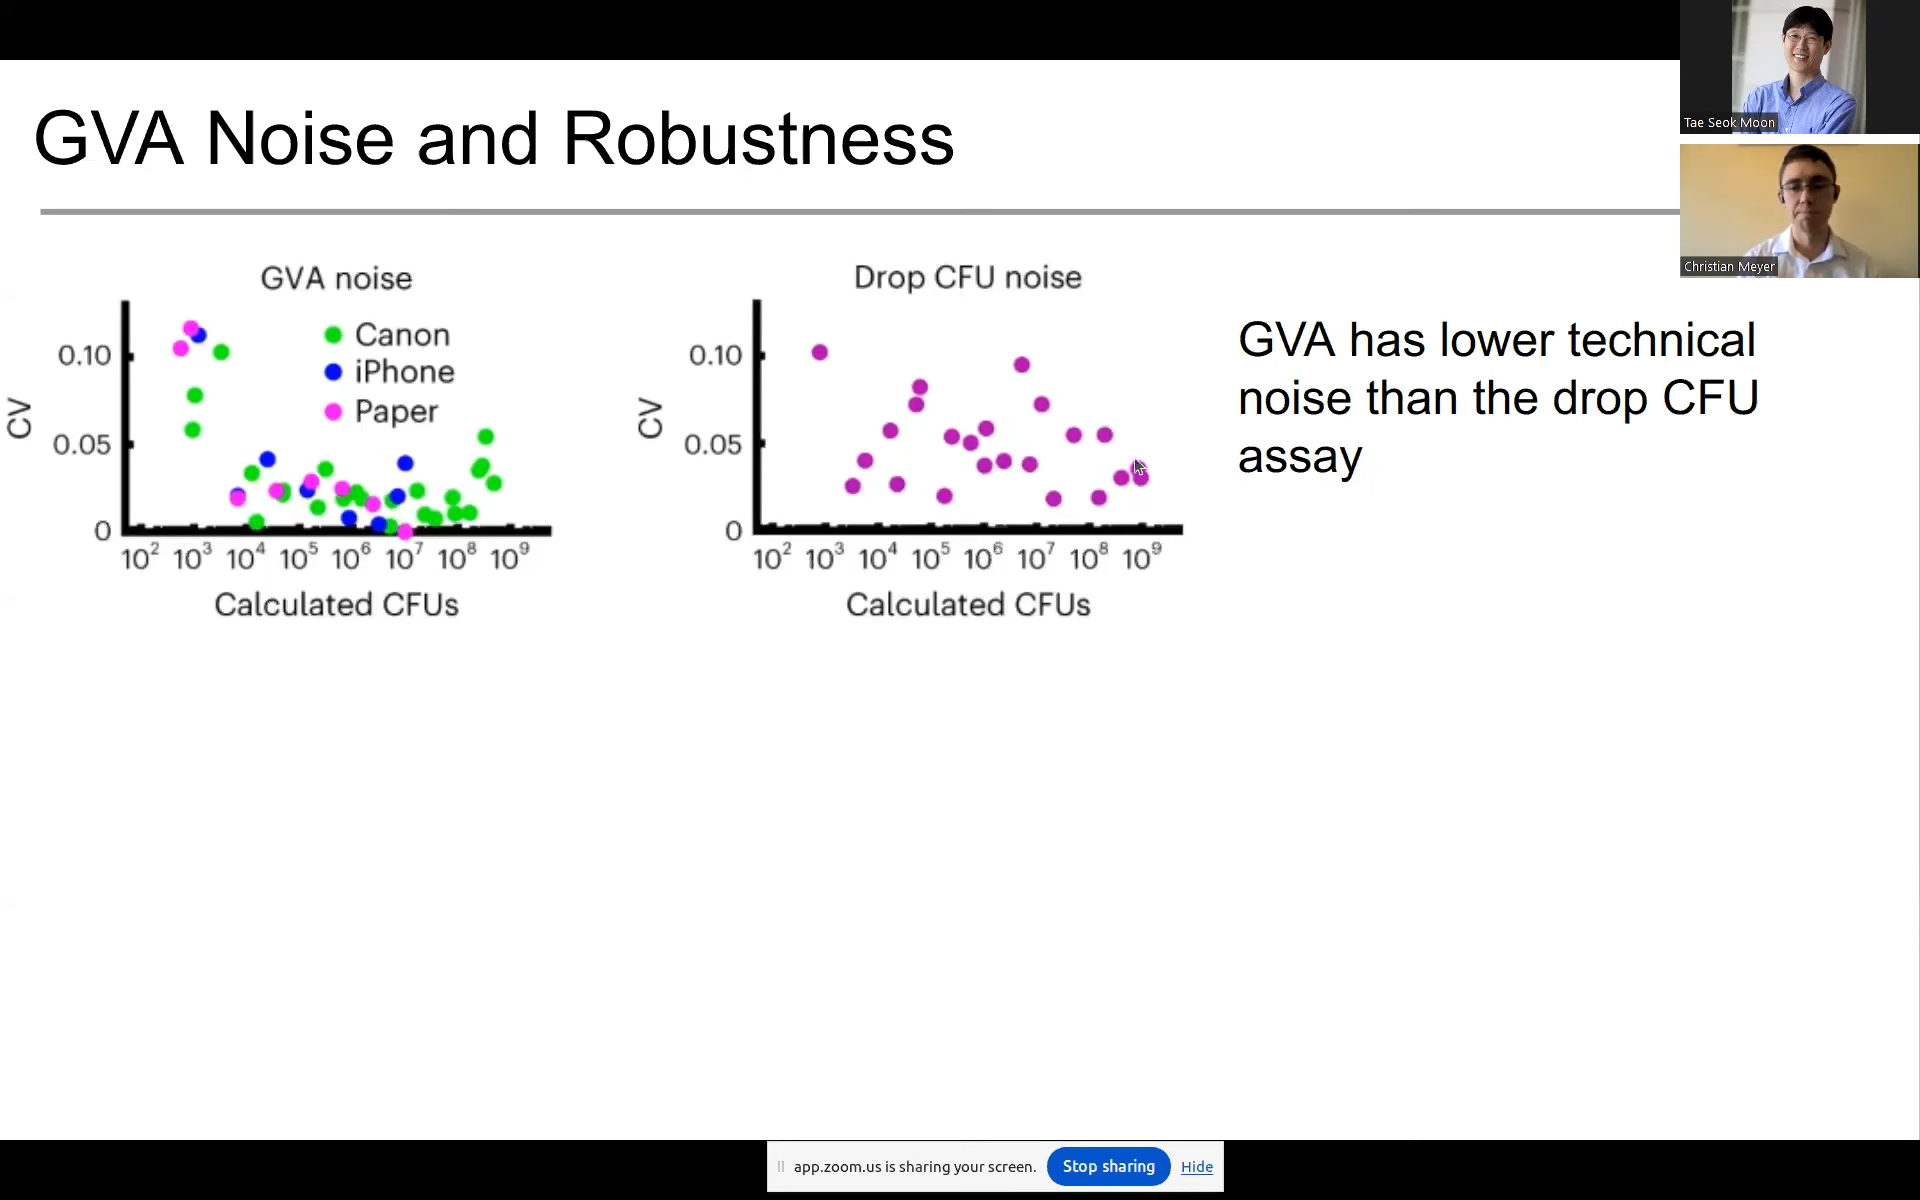 GVA Noise and Robustness
Tae Seok Moon
Christian Meyer
GVA noise
Canon
iPhone
Paper
CV
0.10
0.05
0
10² 10³ 10⁴ 10⁵ 10⁶ 10⁷ 10⁸ 10⁹
Calculated CFUs
Drop CFU noise
CV
0.10
0.05
0
10² 10³ 10⁴ 10⁵ 10⁶ 10⁷ 10⁸ 10⁹
Calculated CFUs
GVA has lower technical
noise than the drop CFU
assay
app.zoom.us is sharing your screen. Stop sharing Hide